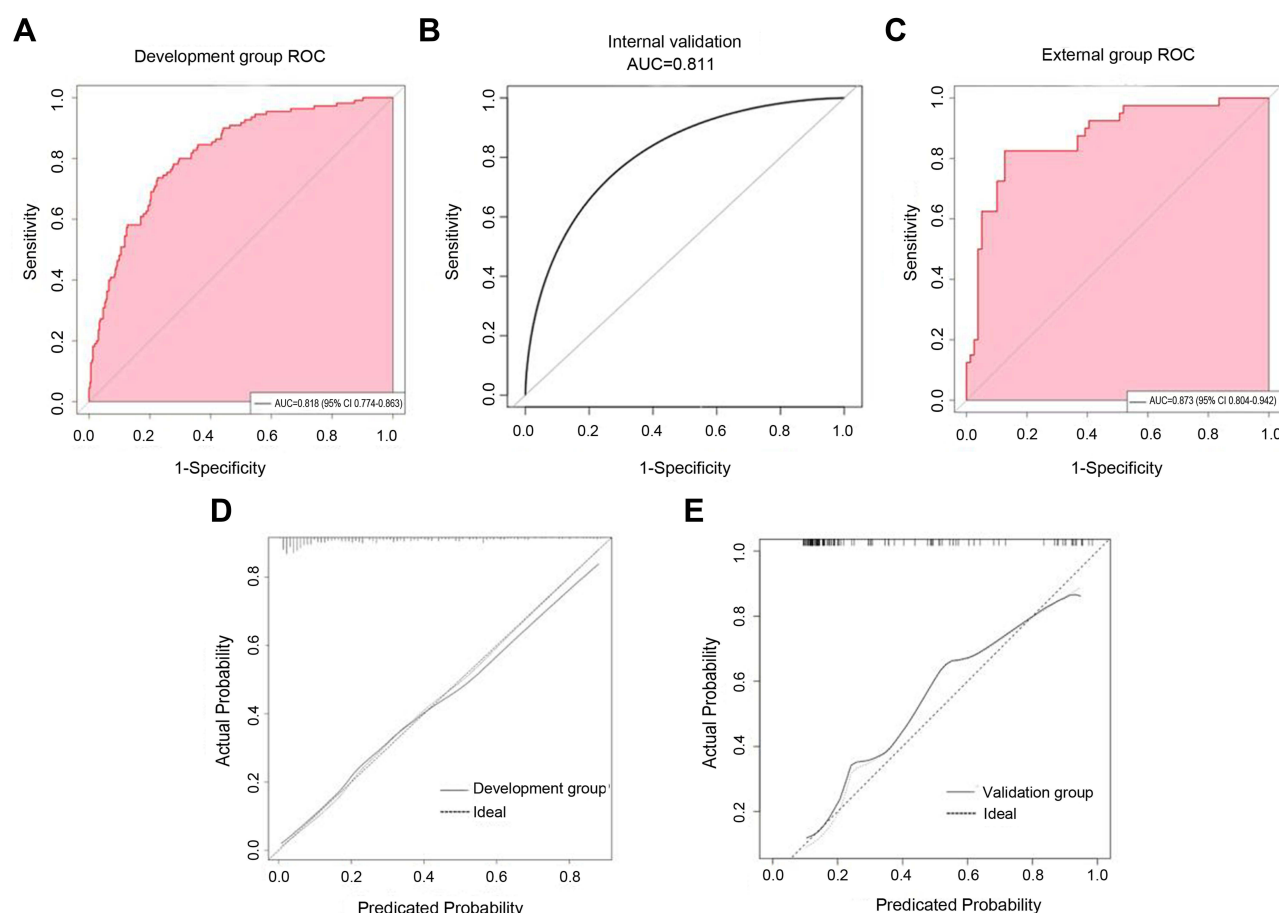 A
Development group ROC
Sensitivity
0.0 0.2 0.4 0.6 0.8 1.0
AUC=0.818 (95% CI 0.774-0.863)
0.0 0.2 0.4 0.6 0.8 1.0
1-Specificity
B
Internal validation
AUC=0.811
Sensitivity
0.0 0.2 0.4 0.6 0.8 1.0
0.0 0.2 0.4 0.6 0.8 1.0
1-Specificity
C
External group ROC
Sensitivity
0.0 0.2 0.4 0.6 0.8 1.0
AUC=0.873 (95% CI 0.804-0.942)
0.0 0.2 0.4 0.6 0.8 1.0
1-Specificity
D
Actual Probability
0.0 0.2 0.4 0.6 0.8
Development group
Ideal
0.0 0.2 0.4 0.6 0.8
Predicated Probability
E
Actual Probability
0.2 0.4 0.6 0.8 1.0
Validation group
Ideal
0.0 0.2 0.4 0.6 0.8 1.0
Predicated Probability